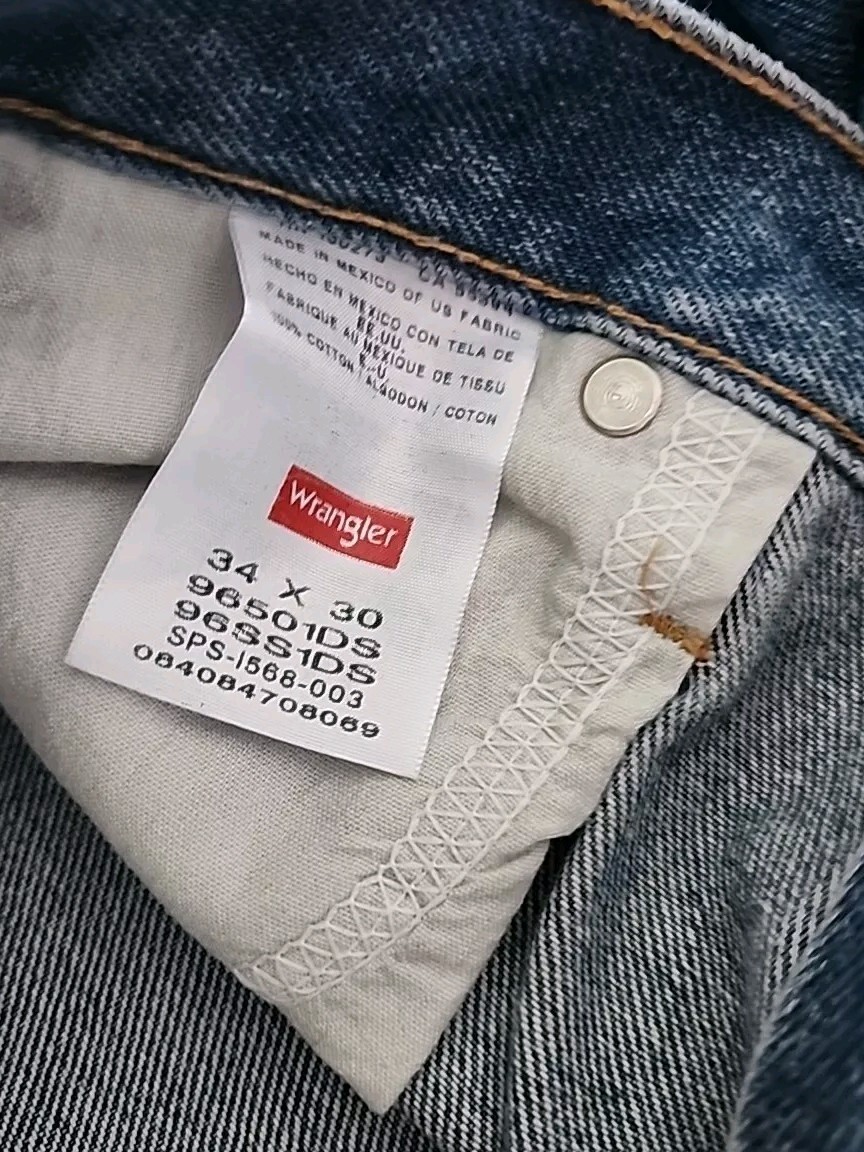 MADE IN MEXICO OF US FABRIC
HECHO EN MEXICO CON TELA DE
EE.UU.
FABRIQUE AU MEXIQUE DE TISSU
E.-U.
100% COTTON / ALGODON / COTON
Wrangler
34 X 30
96501DS
96SS1DS
SPS-I568-003
084084708069